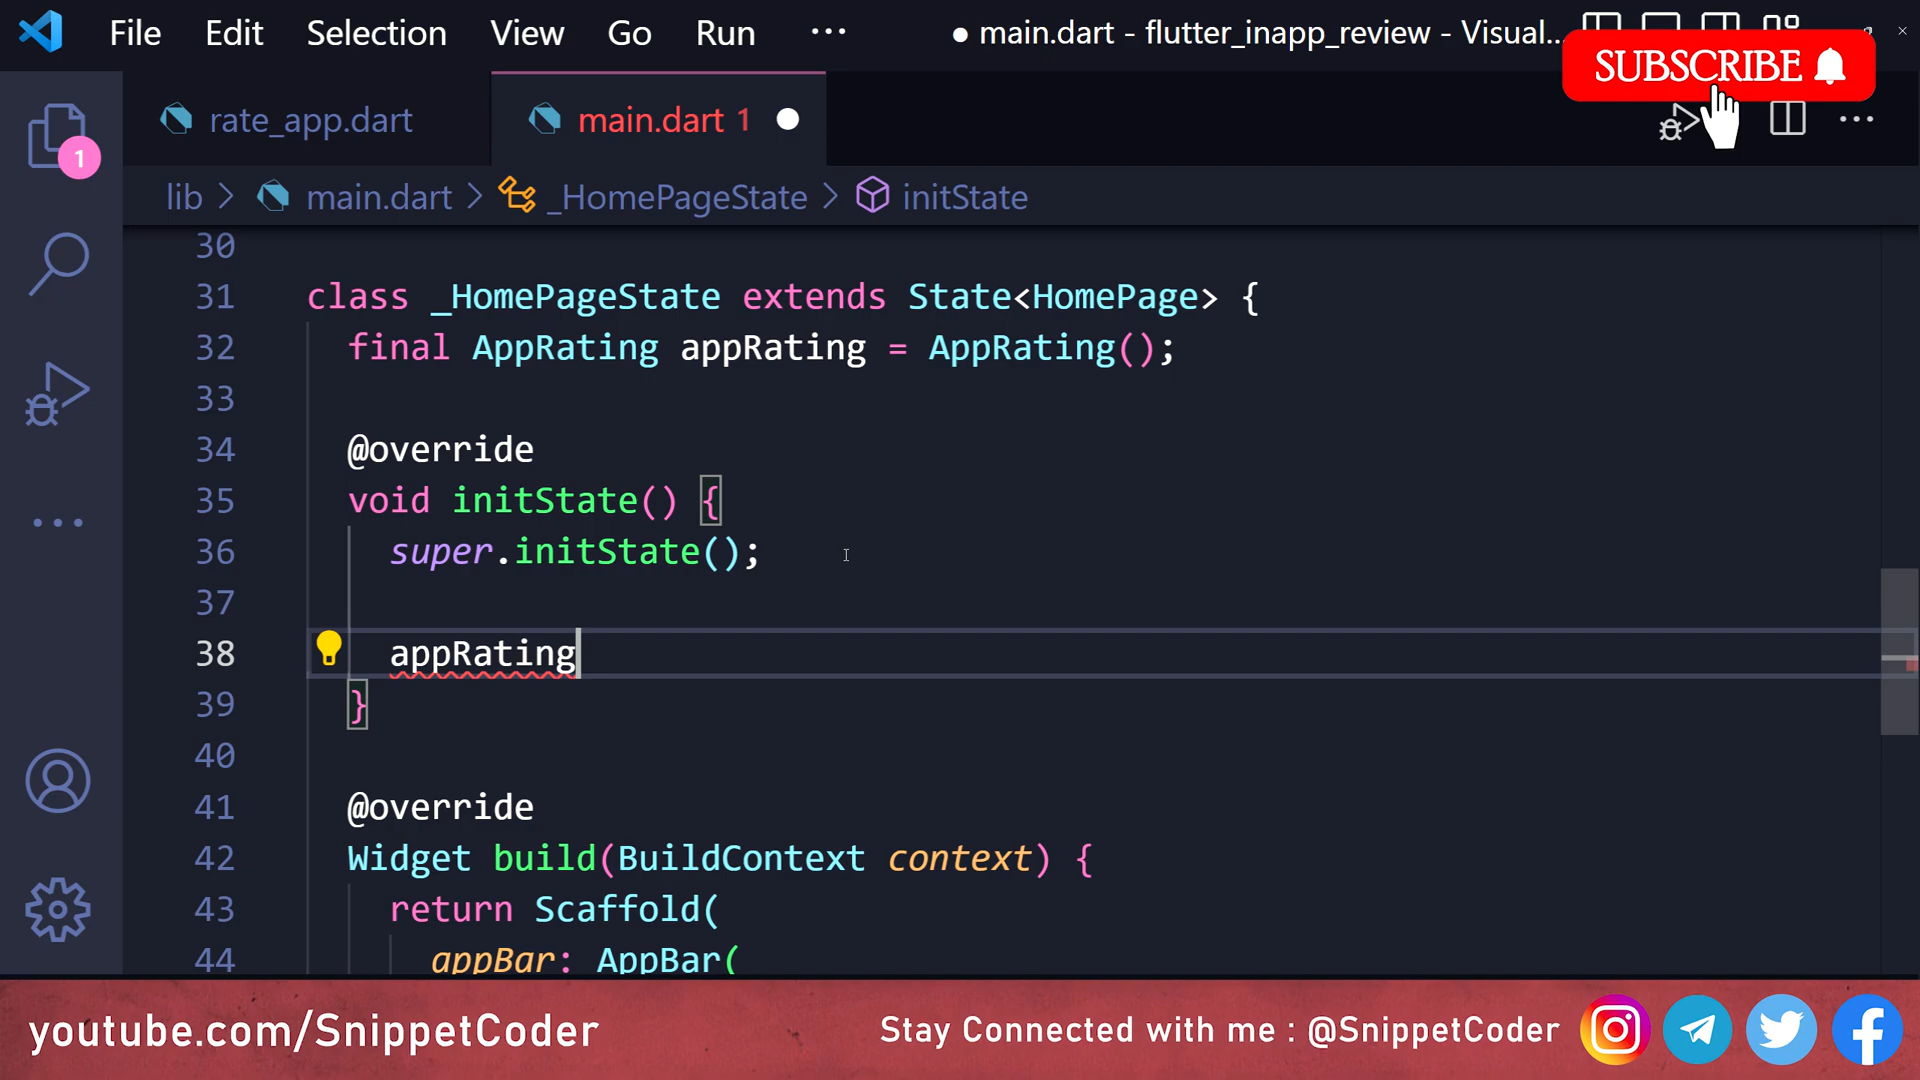 File Edit Selection View Go Run ··· ● main.dart - flutter_inapp_review - Visual...
SUBSCRIBE
rate_app.dart main.dart 1
1
lib > main.dart > _HomePageState > initState
30
31 class _HomePageState extends State<HomePage> {
32 final AppRating appRating = AppRating();
33
34 @override
35 void initState() {
36 super.initState();
37
38 appRating
39 }
40
41 @override
42 Widget build(BuildContext context) {
43 return Scaffold(
44 appBar: AppBar(
youtube.com/SnippetCoder Stay Connected with me : @SnippetCoder